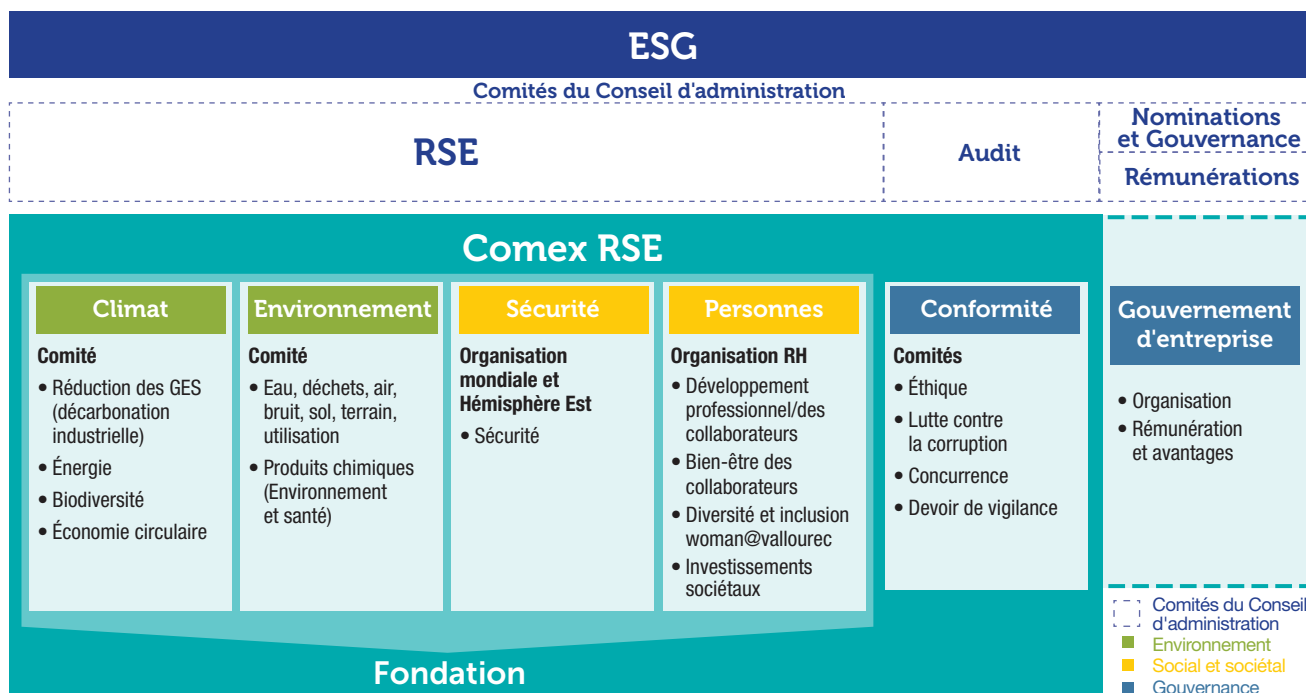 ESG
Comités du Conseil d'administration
RSE
Audit
Nominations
et Gouvernance
Rémunérations
Comex RSE
Climat
Comité
• Réduction des GES
(décarbonation
industrielle)
• Énergie
• Biodiversité
• Économie circulaire
Environnement
Comité
• Eau, déchets, air,
bruit, sol, terrain,
utilisation
• Produits chimiques
(Environnement
et santé)
Sécurité
Organisation
mondiale et
Hémisphère Est
• Sécurité
Personnes
Organisation RH
• Développement
professionnel/des
collaborateurs
• Bien-être des
collaborateurs
• Diversité et inclusion
woman@vallourec
• Investissements
sociétaux
Conformité
Comités
• Éthique
• Lutte contre
la corruption
• Concurrence
• Devoir de vigilance
Gouvernement
d'entreprise
• Organisation
• Rémunération
et avantages
Fondation
Comités du Conseil
d'administration
Environnement
Social et sociétal
Gouvernance